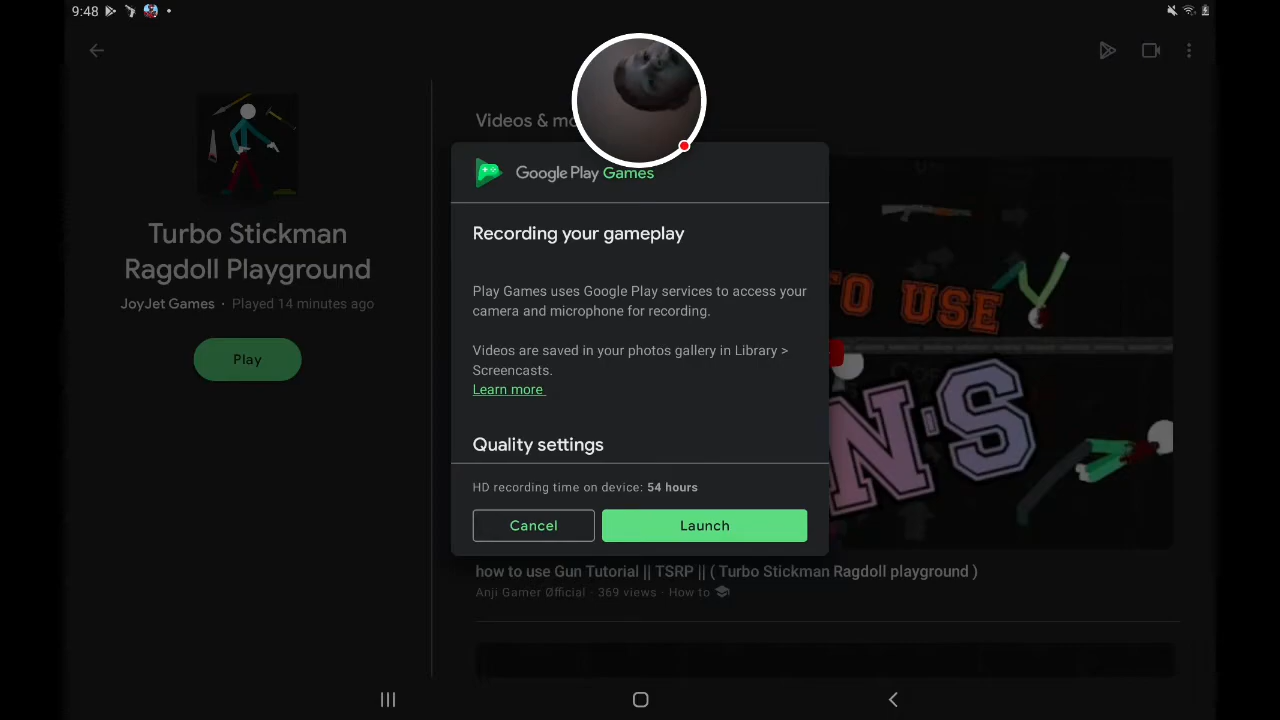 9:48
Videos & mo
Google Play Games
Recording your gameplay
Turbo Stickman
Ragdoll Playground
JoyJet Games · Played 14 minutes ago
Play
Play Games uses Google Play services to access your
camera and microphone for recording.
Videos are saved in your photos gallery in Library >
Screencasts.
Learn more
Quality settings
HD recording time on device: 54 hours
Cancel
Launch
O USE
N'S
how to use Gun Tutorial || TSRP || ( Turbo Stickman Ragdoll playground )
Anji Gamer Øfficial · 369 views · How to